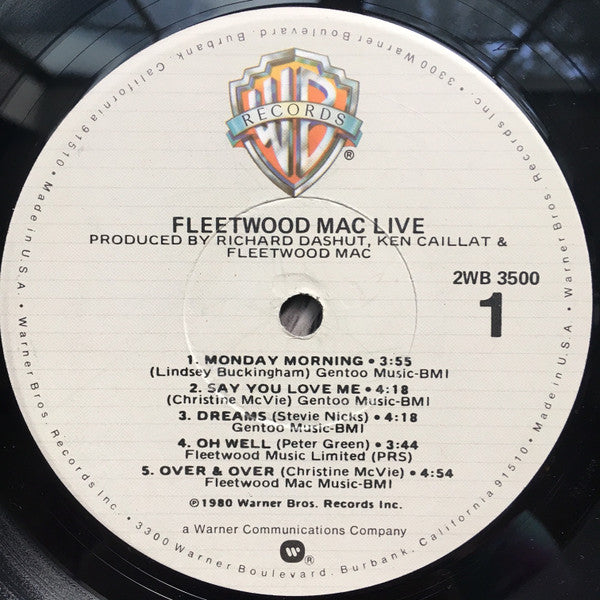 WB
RECORDS
®
FLEETWOOD MAC LIVE
PRODUCED BY RICHARD DASHUT, KEN CAILLAT &
FLEETWOOD MAC
2WB 3500
1
1. MONDAY MORNING • 3:55
(Lindsey Buckingham) Gentoo Music-BMI
2. SAY YOU LOVE ME • 4:18
(Christine McVie) Gentoo Music-BMI
3. DREAMS (Stevie Nicks) • 4:18
Gentoo Music-BMI
4. OH WELL (Peter Green) • 3:44
Fleetwood Music Limited (PRS)
5. OVER & OVER (Christine McVie) • 4:54
Fleetwood Mac Music-BMI
℗1980 Warner Bros. Records Inc.
a Warner Communications Company
®
Warner Bros. Records Inc. • 3300 Warner Boulevard, Burbank, California 91510 • Made in U.S.A. • Warner Bros. Records Inc. • 3300 Warner Boulevard, Burbank, California 91510 • Made in U.S.A. •